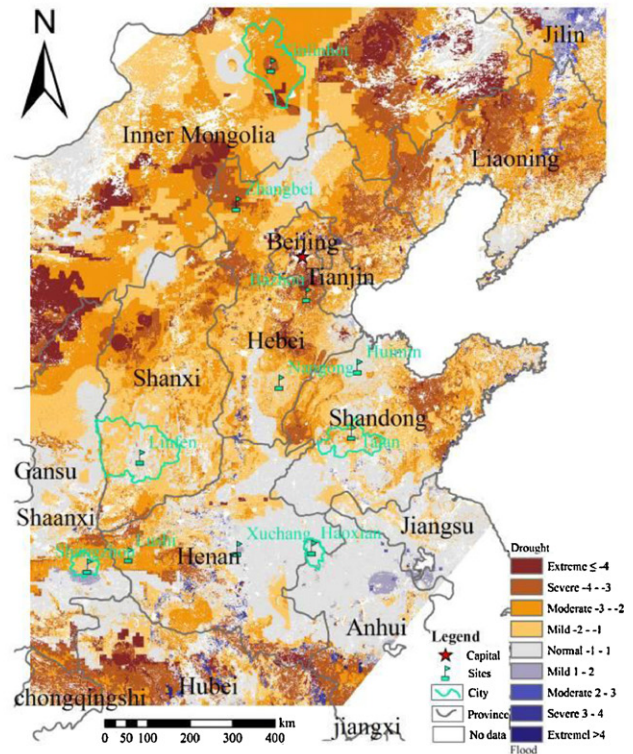 N
Jilin
Xilinhot
Inner Mongolia
Liaoning
Zhangbei
Beijing
Tianjin
Bazhou
Hebei
Huimin
Nangong
Shanxi
Shandong
Linfen
Taian
Gansu
Shaanxi
Jiangsu
Xuchang Haoxian
Lushi
Henan
Anhui
Hubei
chongqingshi
jiangxi
0 50 100 200 300 400
km
Legend
Capital
Sites
City
Province
No data
Drought
Extreme ≤ -4
Severe -4 - -3
Moderate -3 - -2
Mild -2 - -1
Normal -1 - 1
Mild 1 - 2
Moderate 2 - 3
Severe 3 - 4
Extremel >4
Flood